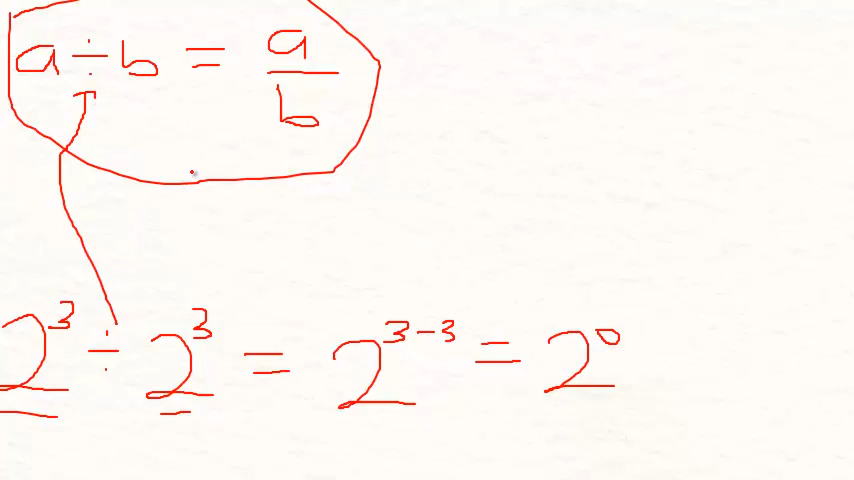 a ÷ b = a/b
2³ ÷ 2³ = 2³⁻³ = 2⁰